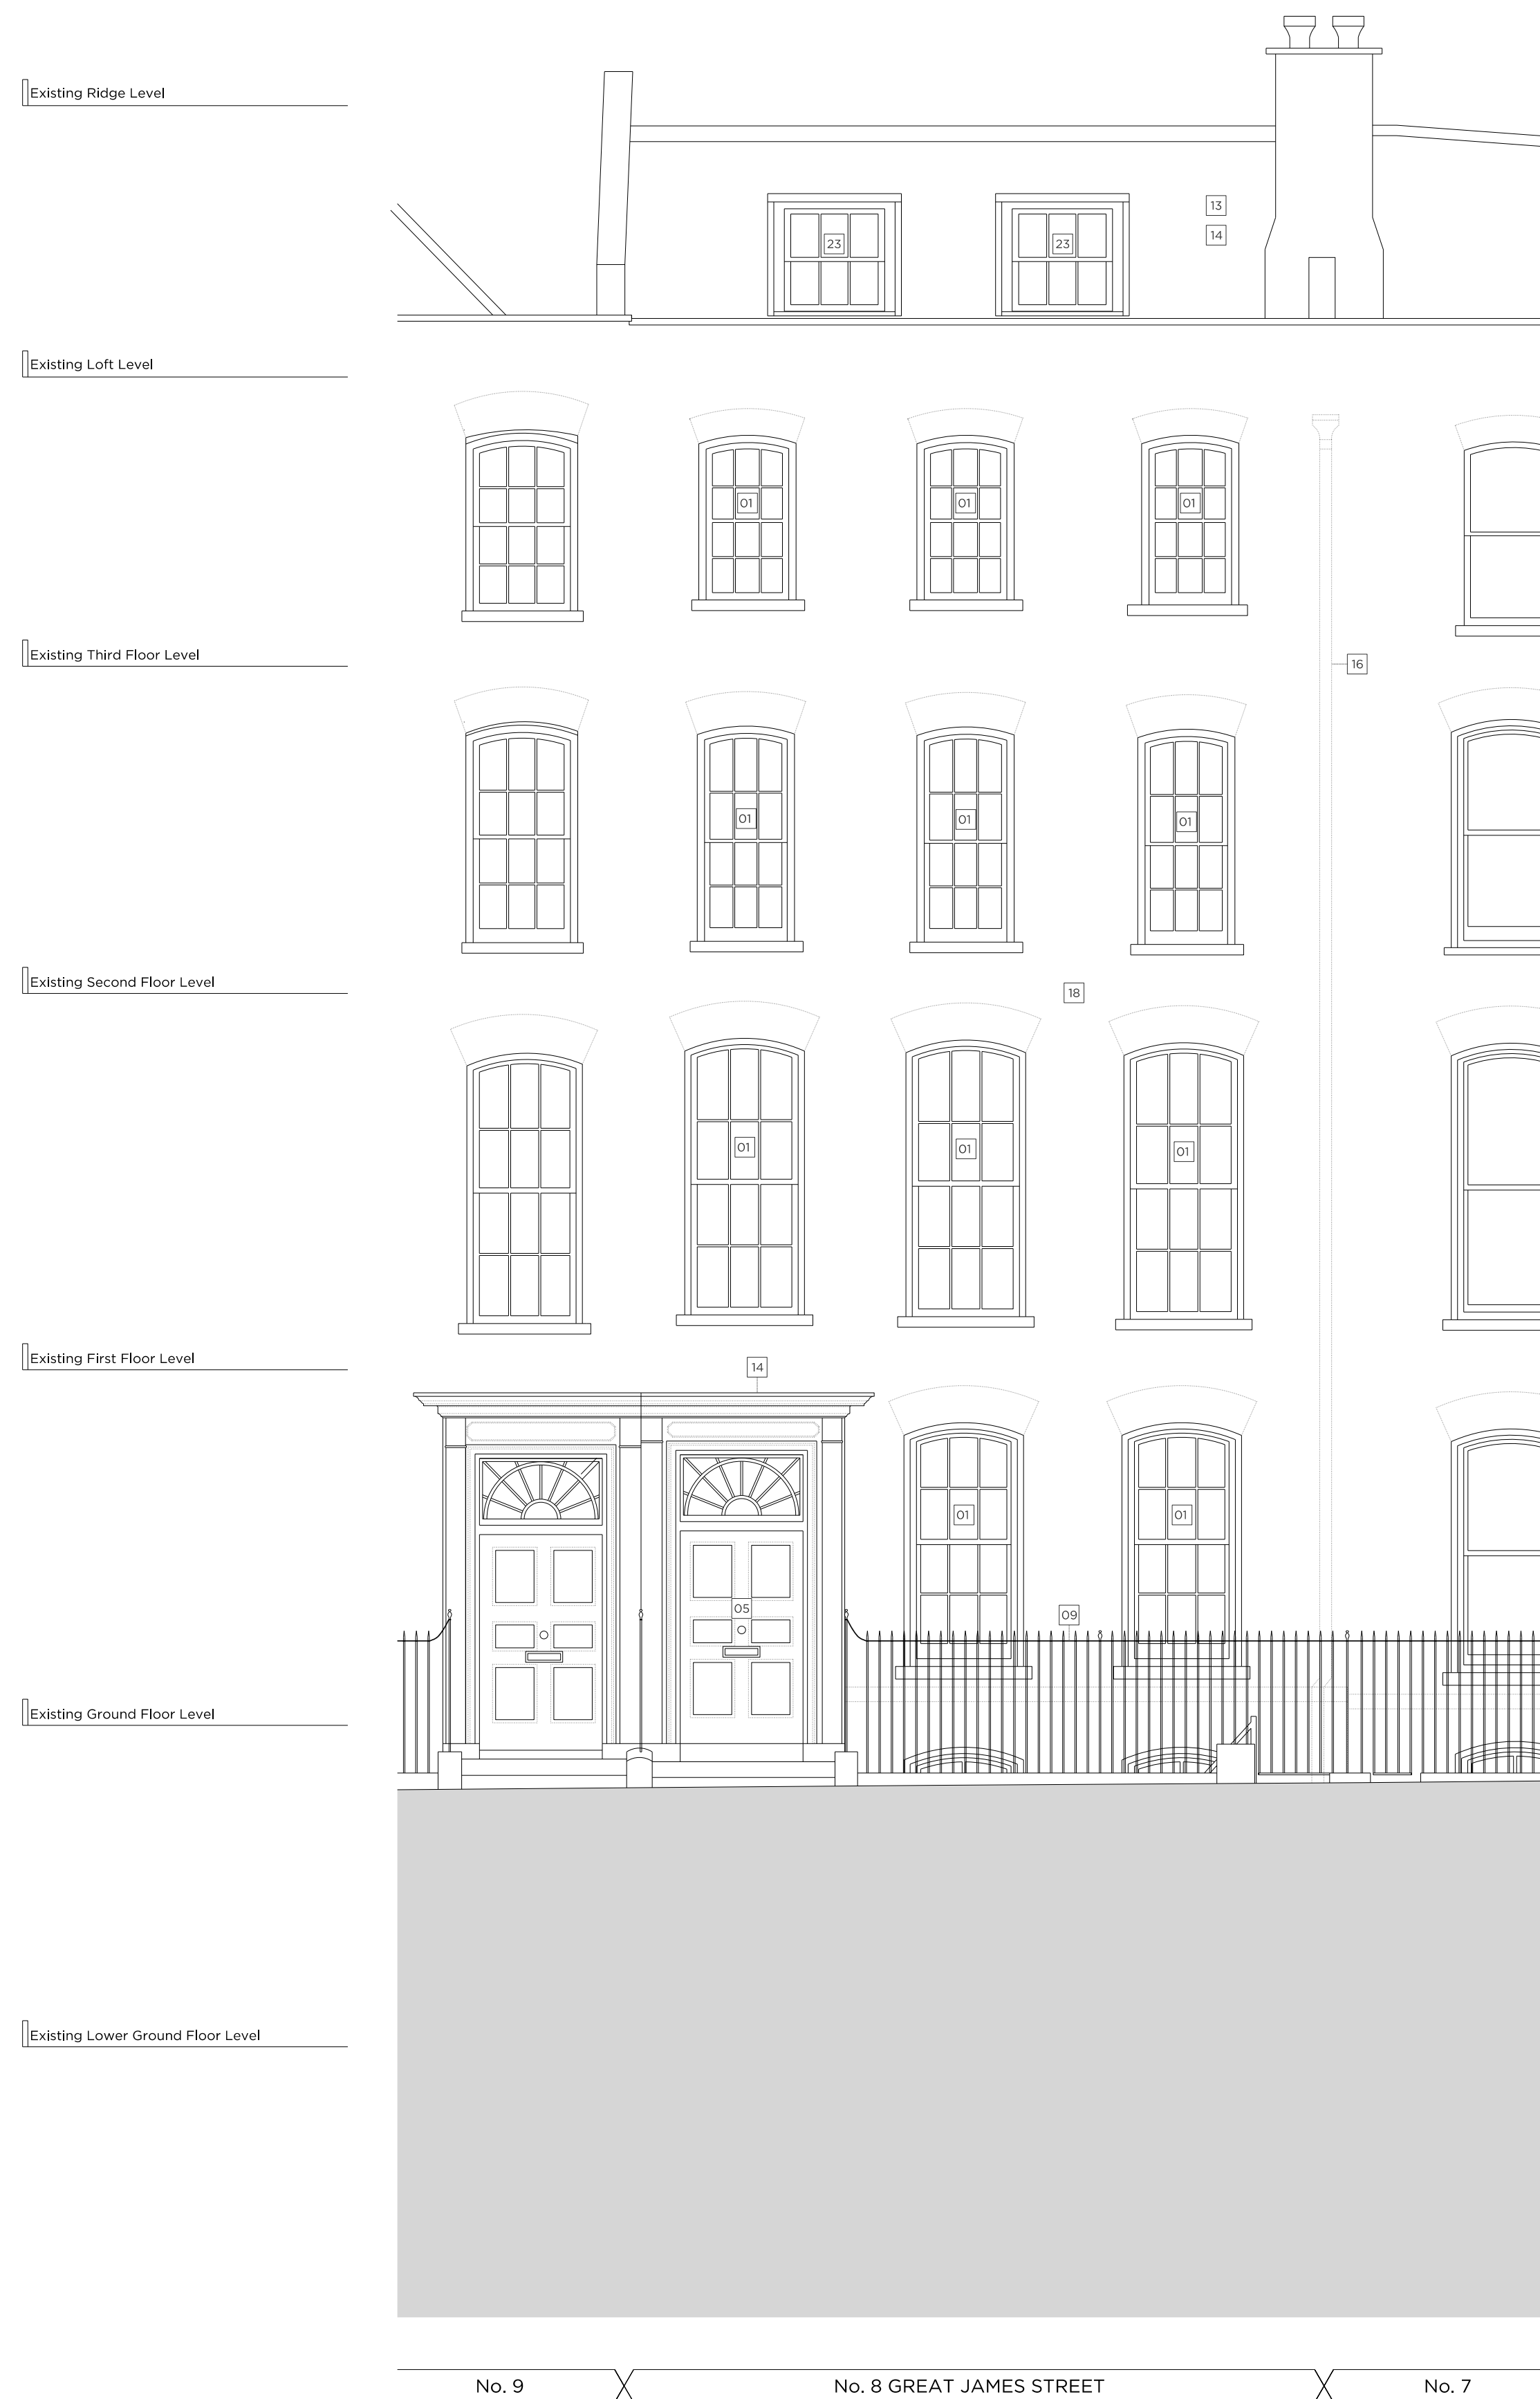 Existing Ridge Level
13
14
23
23
Existing Loft Level
01
01
01
Existing Third Floor Level
16
01
01
01
Existing Second Floor Level
18
01
01
01
Existing First Floor Level
14
01
01
05
09
Existing Ground Floor Level
Existing Lower Ground Floor Level
No. 9
No. 8 GREAT JAMES STREET
No. 7